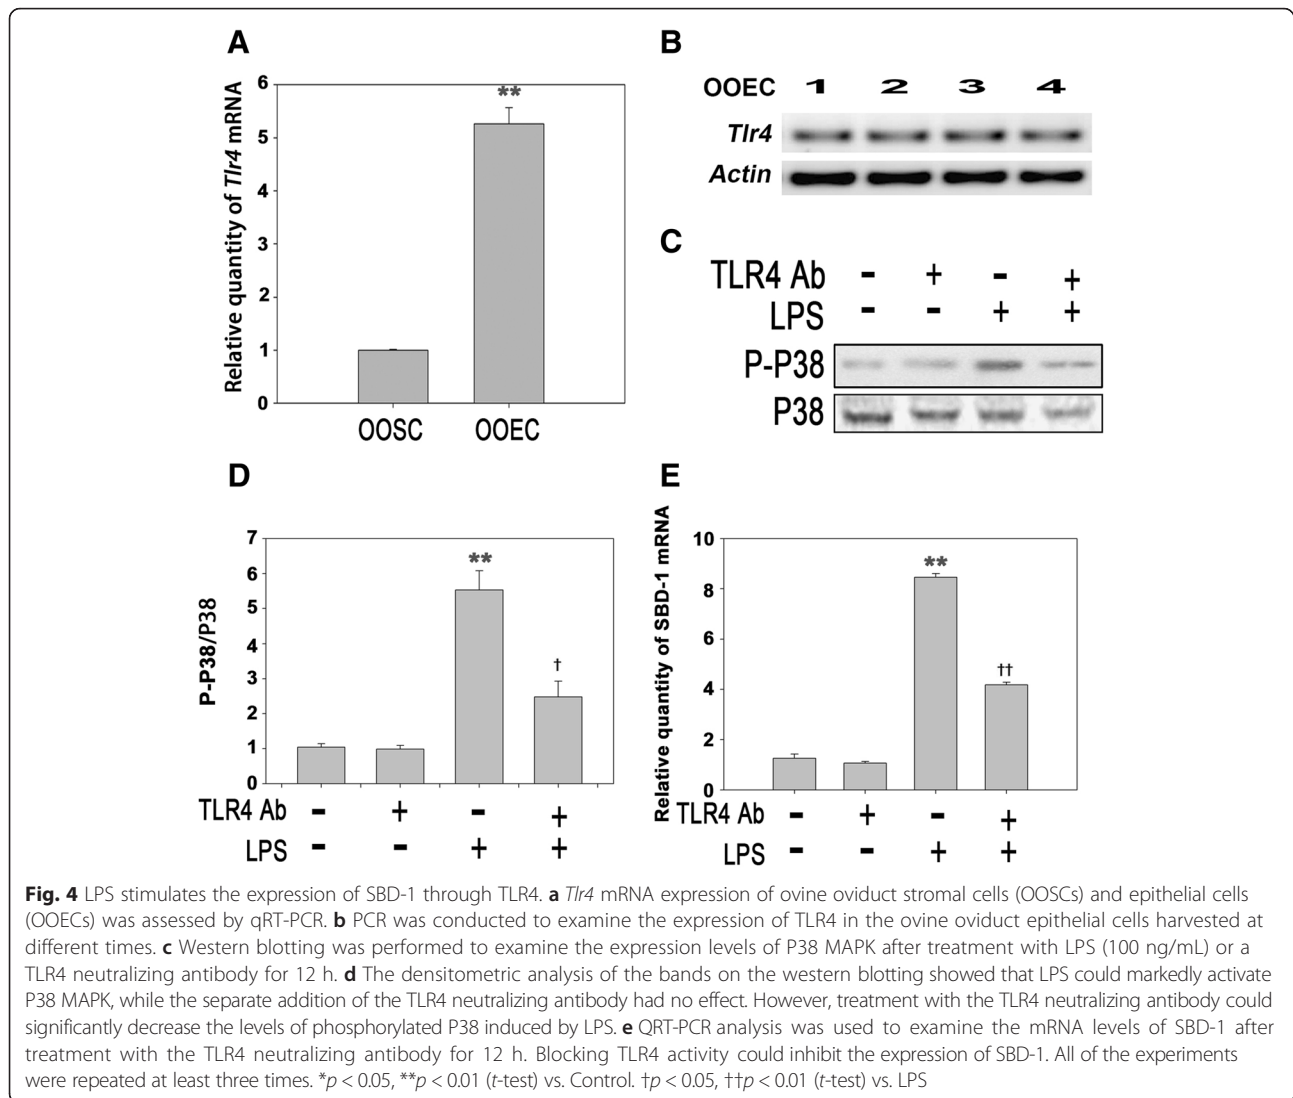 A
Relative quantity of Tlr4 mRNA
6
5
4
3
2
1
0
**
OOSC OOEC
B
OOEC 1 2 3 4
Tlr4
Actin
C
TLR4 Ab - + - +
LPS - - + +
P-P38
P38
D
P-P38/P38
7
6
5
4
3
2
1
0
**
†
TLR4 Ab - + - +
LPS - - + +
E
Relative quantity of SBD-1 mRNA
10
8
6
4
2
0
**
††
TLR4 Ab - + - +
LPS - - + +
Fig. 4 LPS stimulates the expression of SBD-1 through TLR4. a Tlr4 mRNA expression of ovine oviduct stromal cells (OOSCs) and epithelial cells
(OOECs) was assessed by qRT-PCR. b PCR was conducted to examine the expression of TLR4 in the ovine oviduct epithelial cells harvested at
different times. c Western blotting was performed to examine the expression levels of P38 MAPK after treatment with LPS (100 ng/mL) or a
TLR4 neutralizing antibody for 12 h. d The densitometric analysis of the bands on the western blotting showed that LPS could markedly activate
P38 MAPK, while the separate addition of the TLR4 neutralizing antibody had no effect. However, treatment with the TLR4 neutralizing antibody could
significantly decrease the levels of phosphorylated P38 induced by LPS. e QRT-PCR analysis was used to examine the mRNA levels of SBD-1 after
treatment with the TLR4 neutralizing antibody for 12 h. Blocking TLR4 activity could inhibit the expression of SBD-1. All of the experiments
were repeated at least three times. *p < 0.05, **p < 0.01 (t-test) vs. Control. †p < 0.05, ††p < 0.01 (t-test) vs. LPS